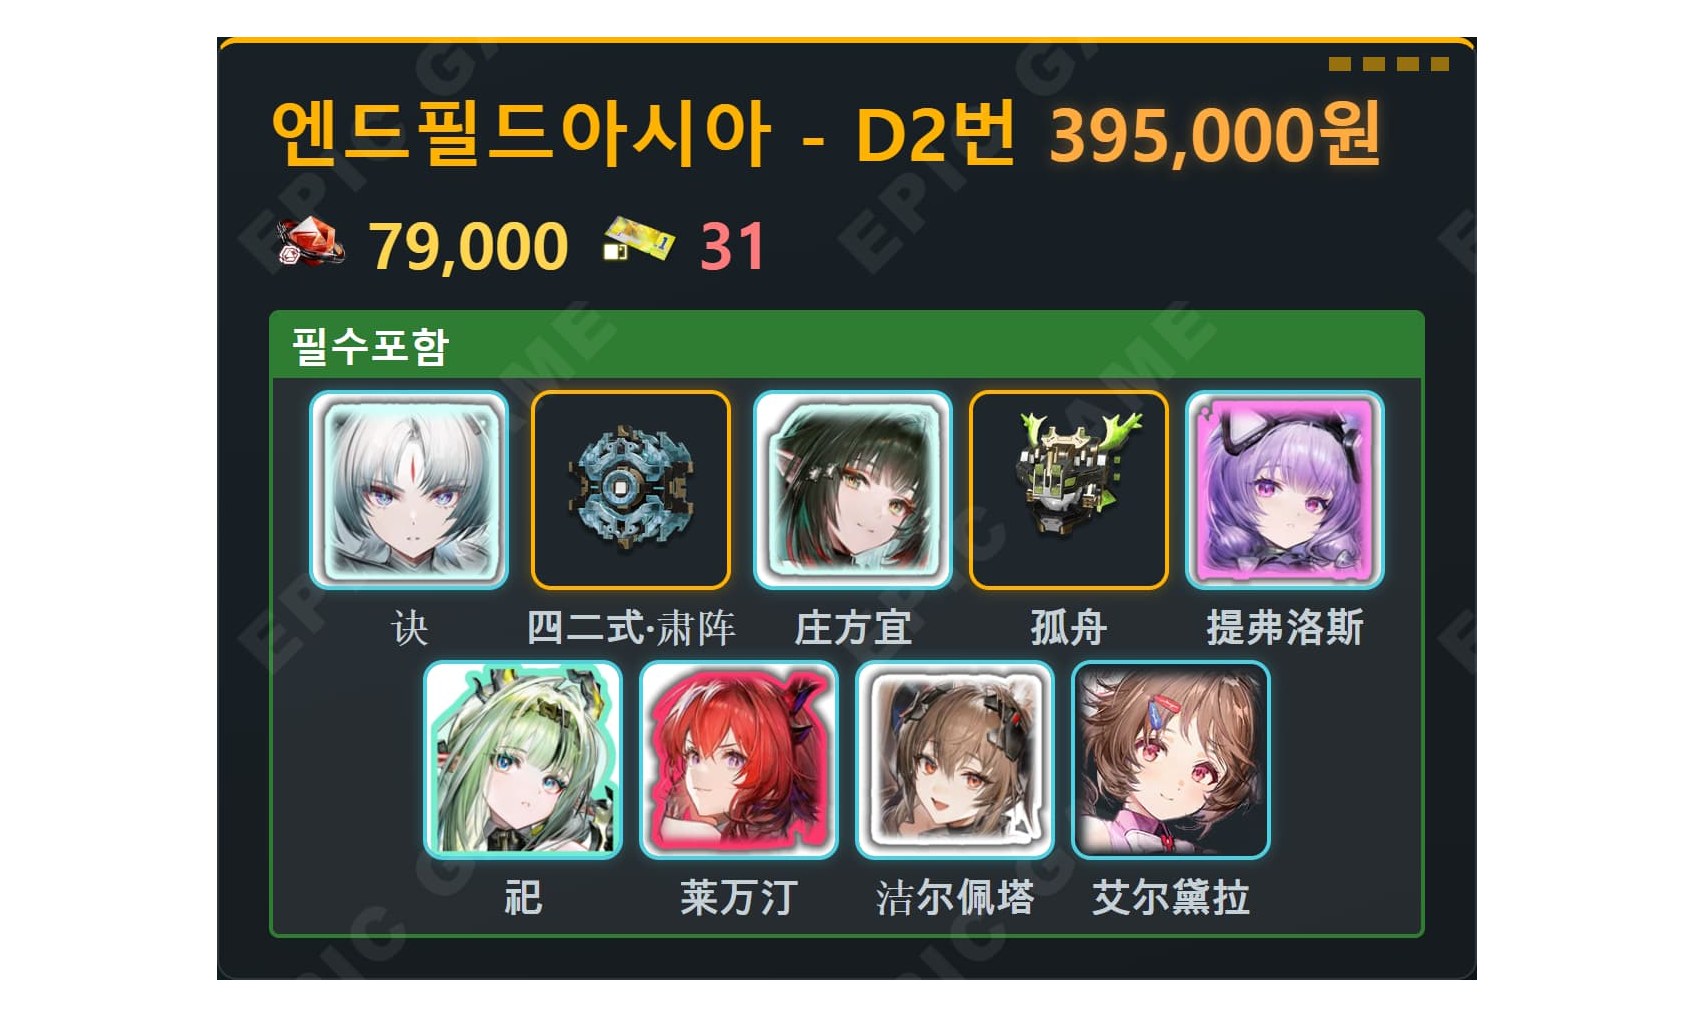 엔드필드아시아 - D2번 395,000원
79,000 31
필수포함
诀 四二式·肃阵 庄方宜 孤舟 提弗洛斯
祀 莱万汀 洁尔佩塔 艾尔黛拉
EPIC GAME